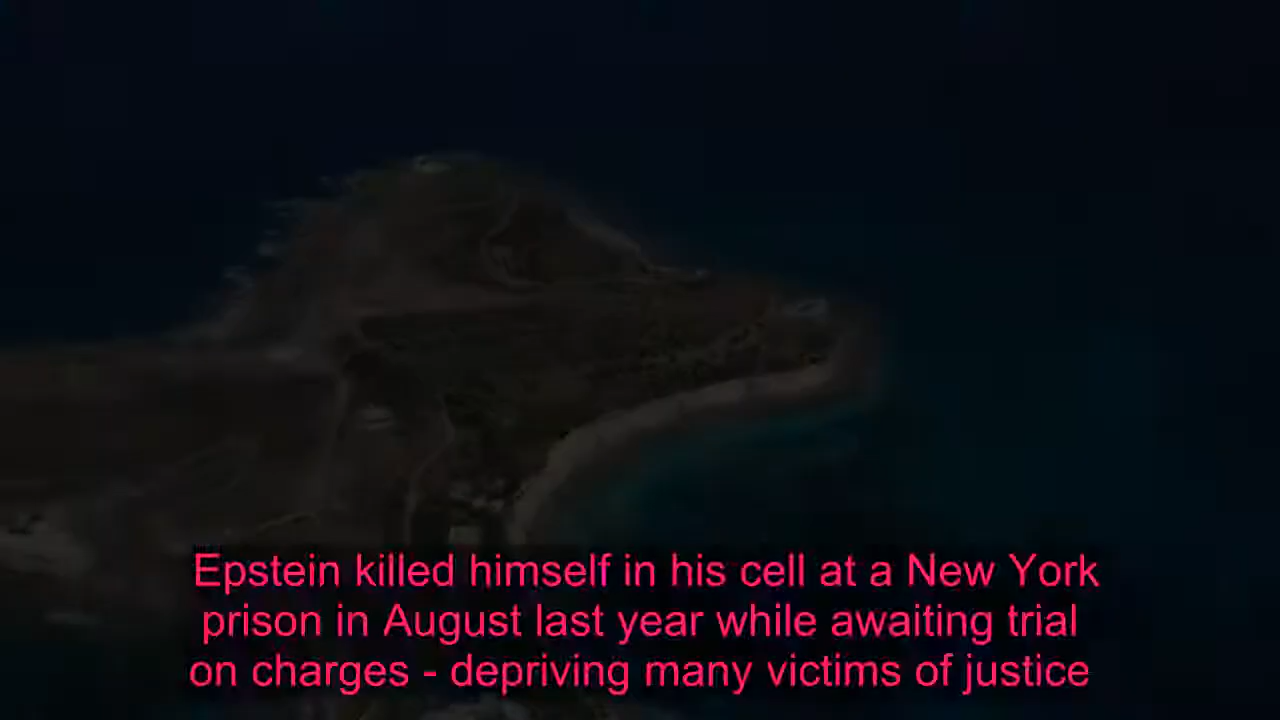 Epstein killed himself in his cell at a New York
prison in August last year while awaiting trial
on charges - depriving many victims of justice